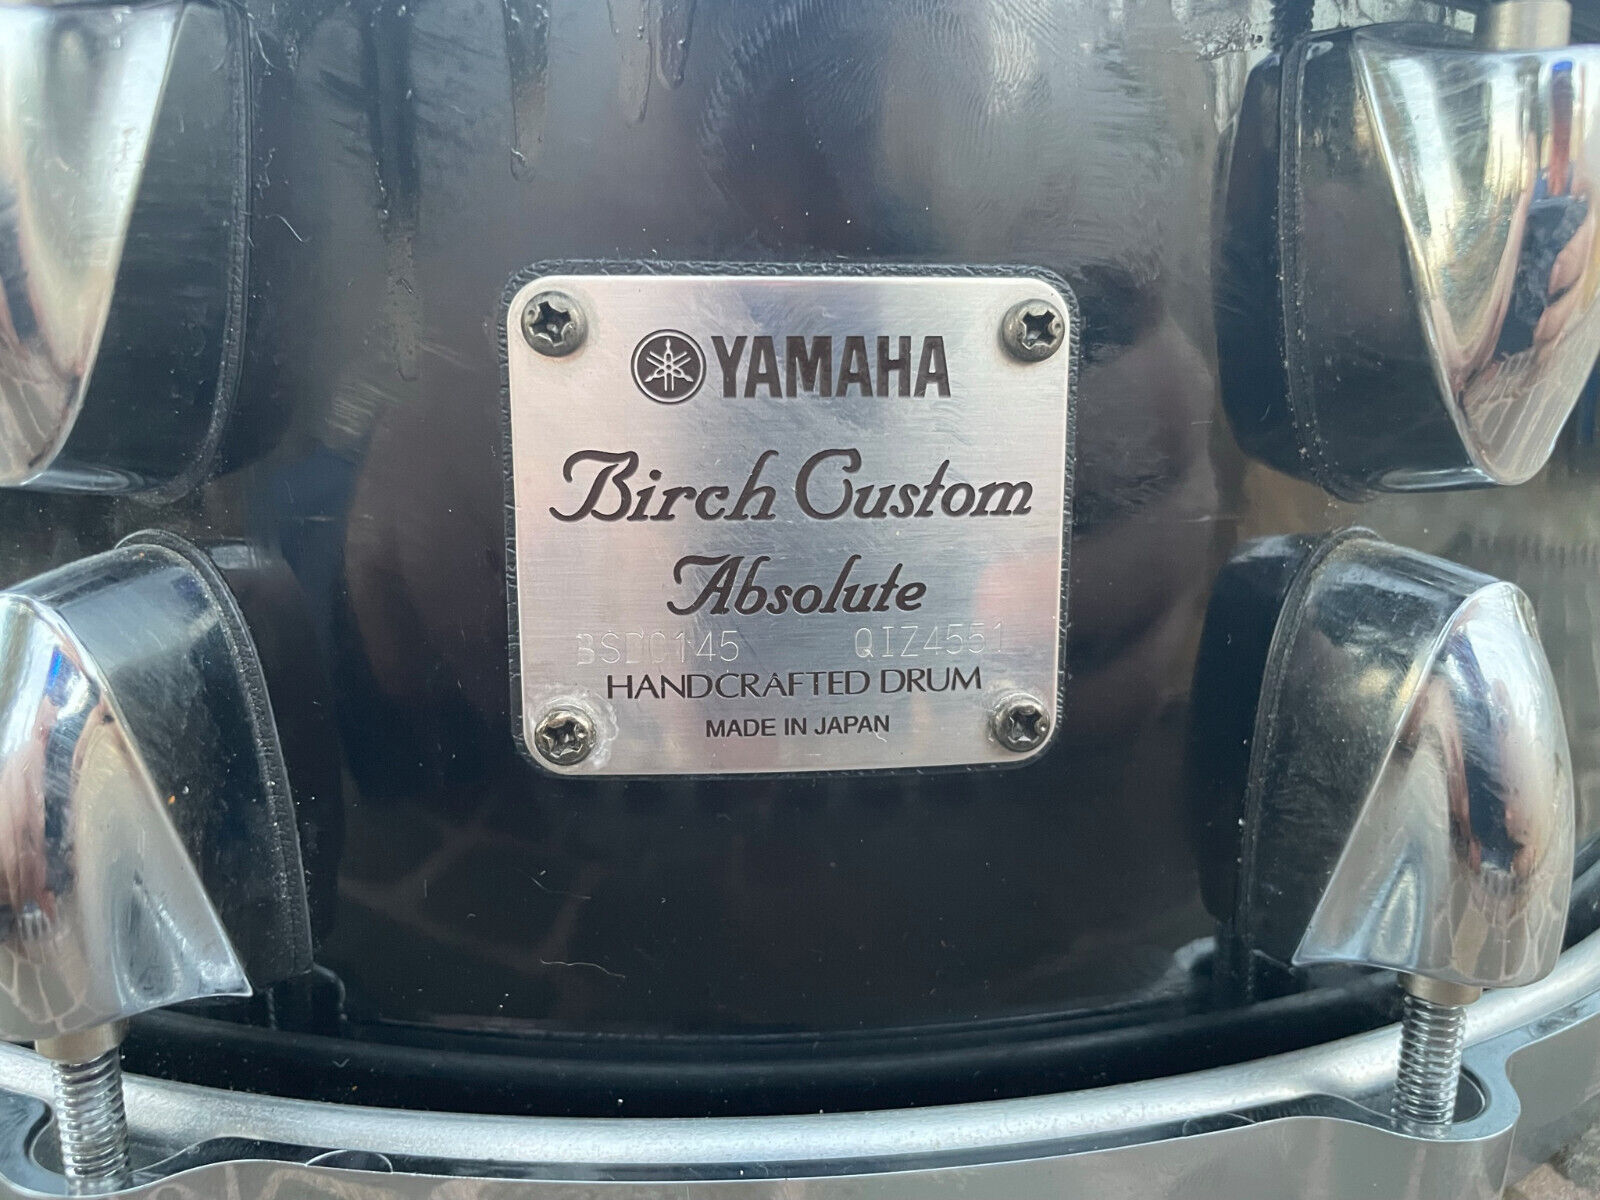 YAMAHA
Birch Custom
Absolute
BSD0145 QIZ4551
HANDCRAFTED DRUM
MADE IN JAPAN